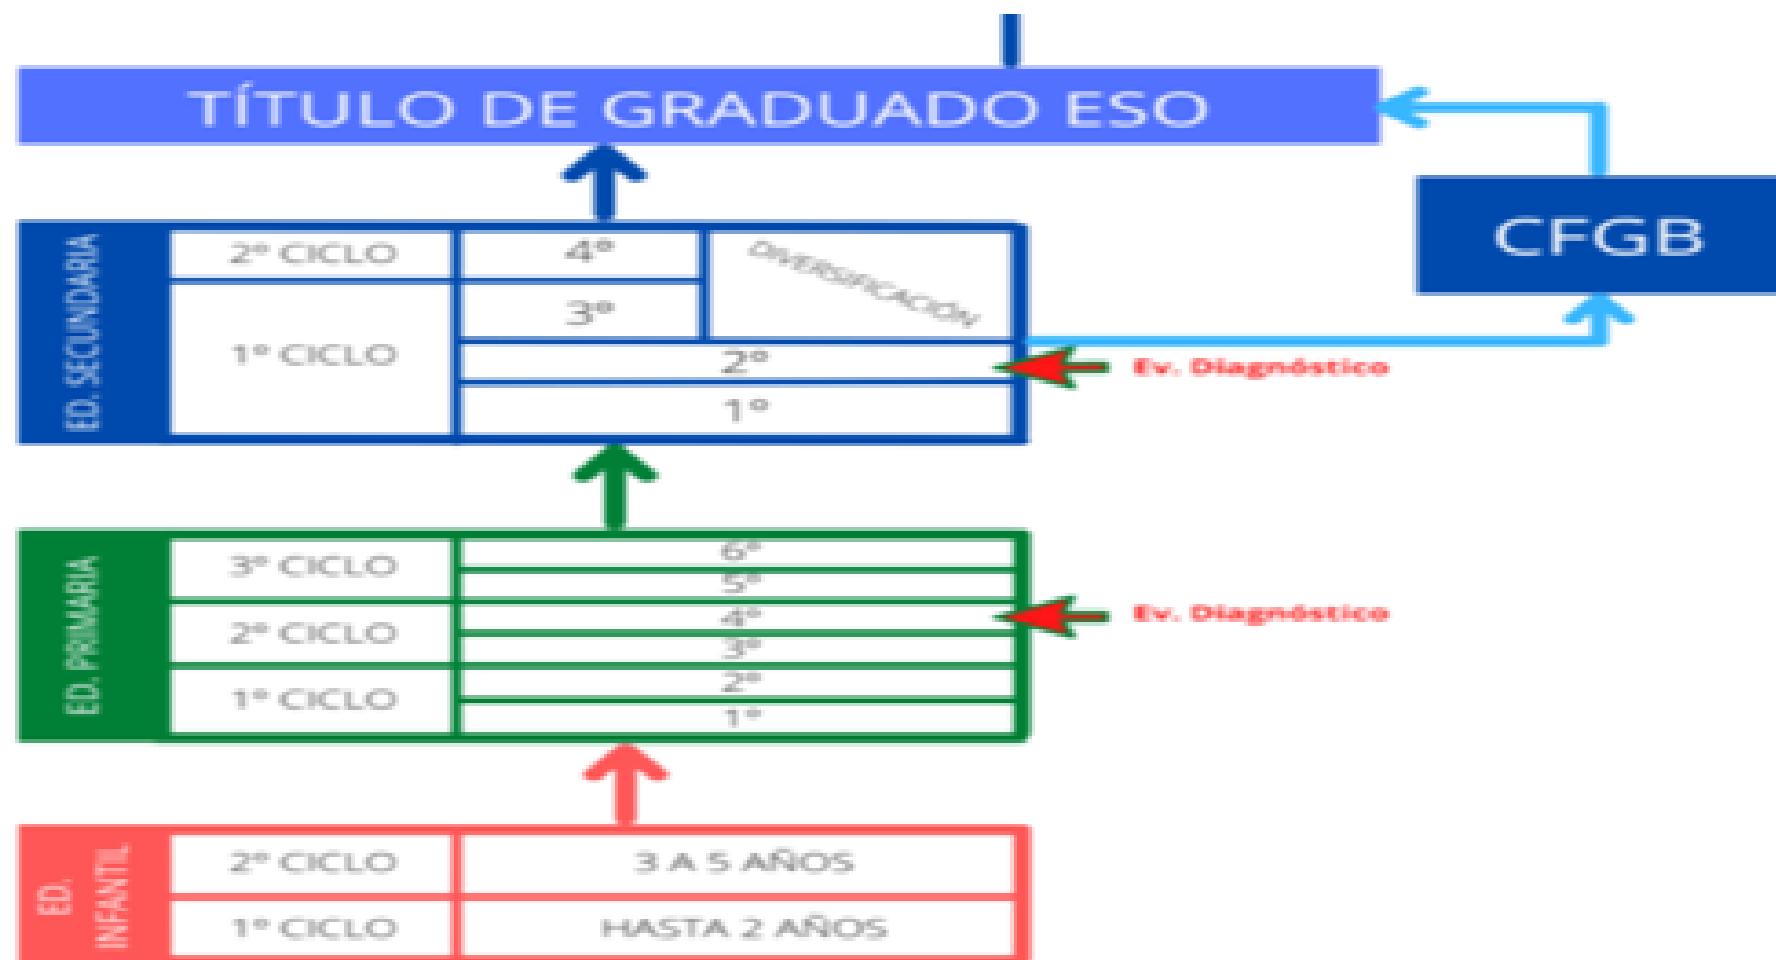 TÍTULO DE GRADUADO ESO
CFGB
ED. SECUNDARIA
2º CICLO
4º
DIVERSIFICACIÓN
3º
1º CICLO
2º
Ev. Diagnóstico
1º
ED. PRIMARIA
3º CICLO
6º
5º
2º CICLO
4º
Ev. Diagnóstico
3º
1º CICLO
2º
1º
ED.
INFANTIL
2º CICLO
3 A 5 AÑOS
1º CICLO
HASTA 2 AÑOS